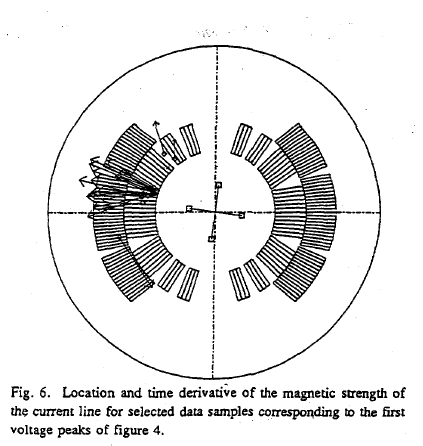 Fig. 6. Location and time derivative of the magnetic strength of
the current line for selected data samples corresponding to the first
voltage peaks of figure 4.